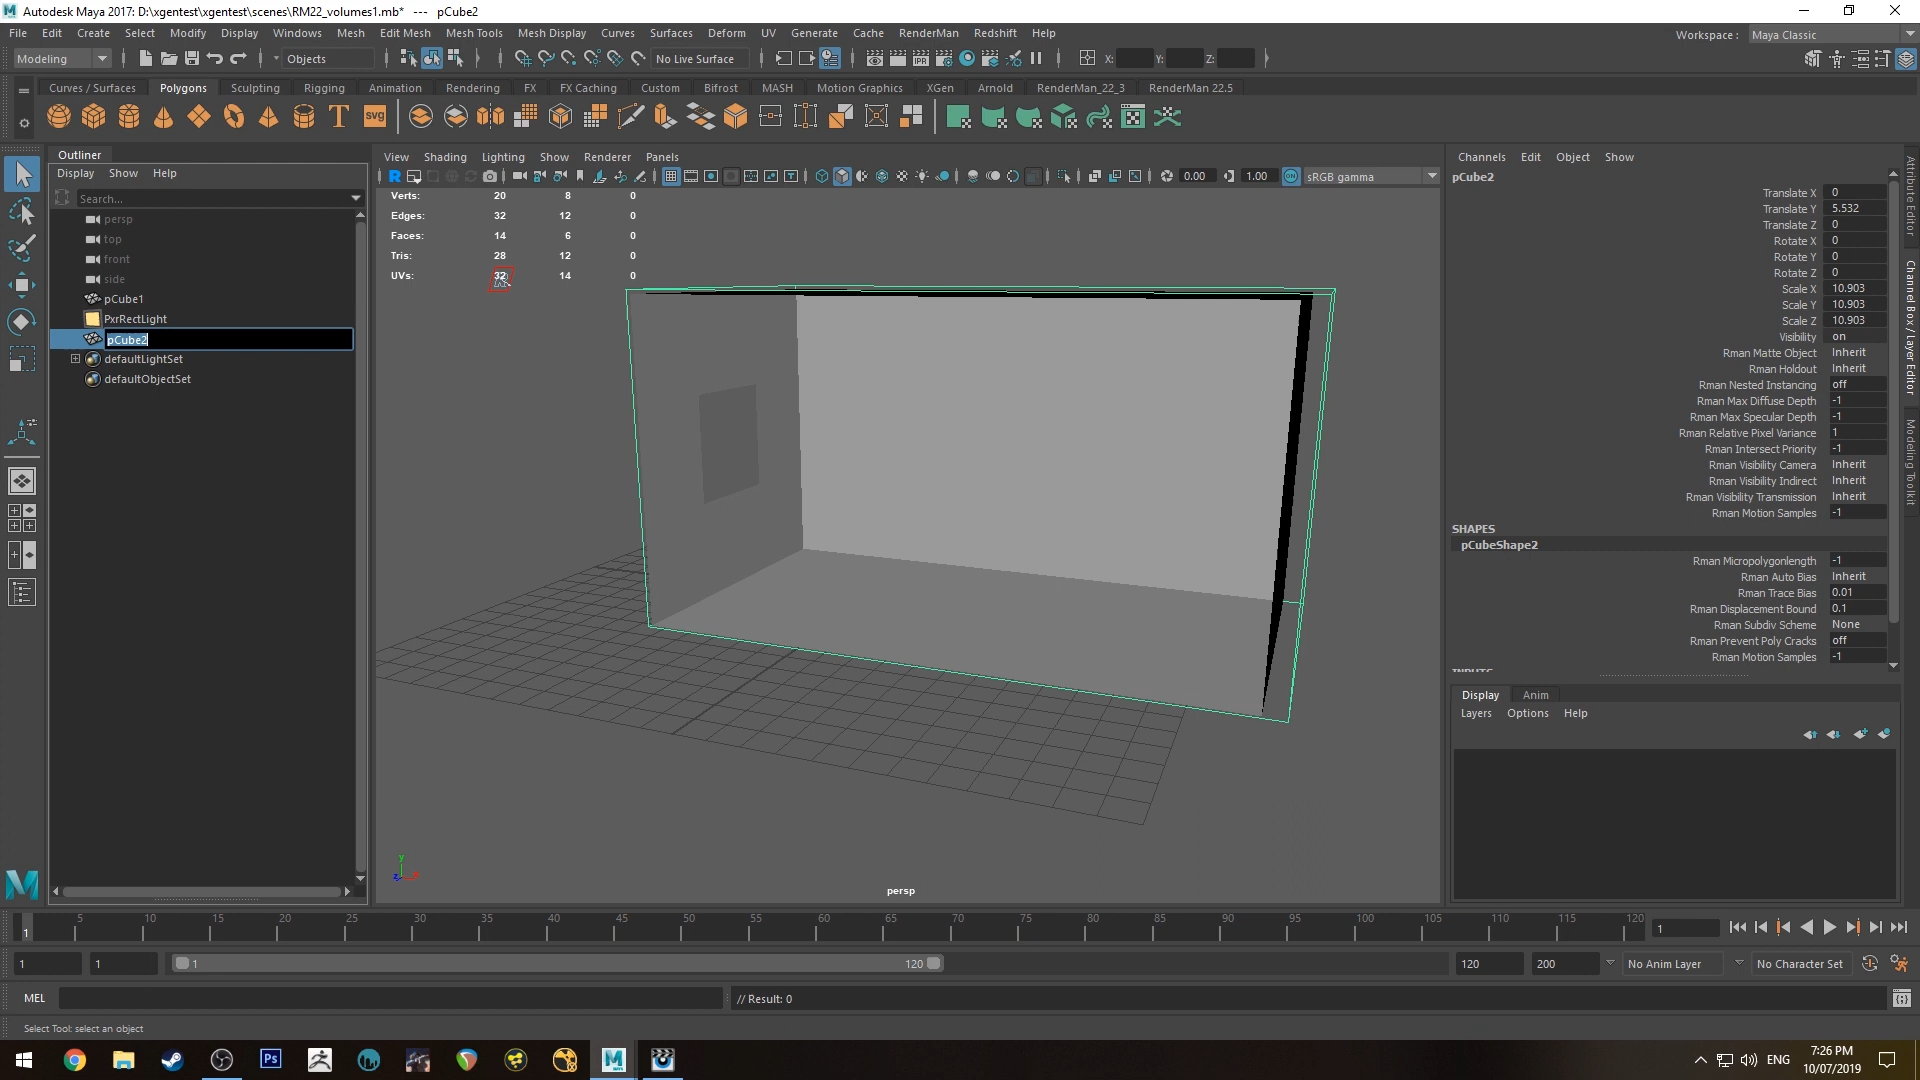 Autodesk Maya 2017: D:\xgentest\xgentest\scenes\RM22_volumes1.mb* --- pCube2
File Edit Create Select Modify Display Windows Mesh Edit Mesh Mesh Tools Mesh Display Curves Surfaces Deform UV Generate Cache RenderMan Redshift Help
Workspace : Maya Classic
Modeling Objects No Live Surface IPR X: Y: Z:
Curves / Surfaces Polygons Sculpting Rigging Animation Rendering FX FX Caching Custom Bifrost MASH Motion Graphics XGen Arnold RenderMan_22_3 RenderMan 22.5
T SVG
Outliner
Display Show Help
Search...
persp
top
front
side
pCube1
PxrRectLight
pCube2
defaultLightSet
defaultObjectSet
View Shading Lighting Show Renderer Panels
R 0.00 1.00 ON sRGB gamma
Verts: 20 8 0
Edges: 32 12 0
Faces: 14 6 0
Tris: 28 12 0
UVs: 32 14 0
y
z
persp
Channels Edit Object Show
pCube2
Translate X 0
Translate Y 5.532
Translate Z 0
Rotate X 0
Rotate Y 0
Rotate Z 0
Scale X 10.903
Scale Y 10.903
Scale Z 10.903
Visibility on
Rman Matte Object Inherit
Rman Holdout Inherit
Rman Nested Instancing off
Rman Max Diffuse Depth -1
Rman Max Specular Depth -1
Rman Relative Pixel Variance 1
Rman Intersect Priority -1
Rman Visibility Camera Inherit
Rman Visibility Indirect Inherit
Rman Visibility Transmission Inherit
Rman Motion Samples -1
SHAPES
pCubeShape2
Rman Micropolygonlength -1
Rman Auto Bias Inherit
Rman Trace Bias 0.01
Rman Displacement Bound 0.1
Rman Subdiv Scheme None
Rman Prevent Poly Cracks off
Rman Motion Samples -1
INPUTS
Display Anim
Layers Options Help
Attribute Editor
Channel Box / Layer Editor
Modeling Toolkit
1 5 10 15 20 25 30 35 40 45 50 55 60 65 70 75 80 85 90 95 100 105 110 115 120 1
1 1 1 120 120 200 No Anim Layer No Character Set
MEL // Result: 0
Select Tool: select an object
Ps ENG 7:26 PM
10/07/2019